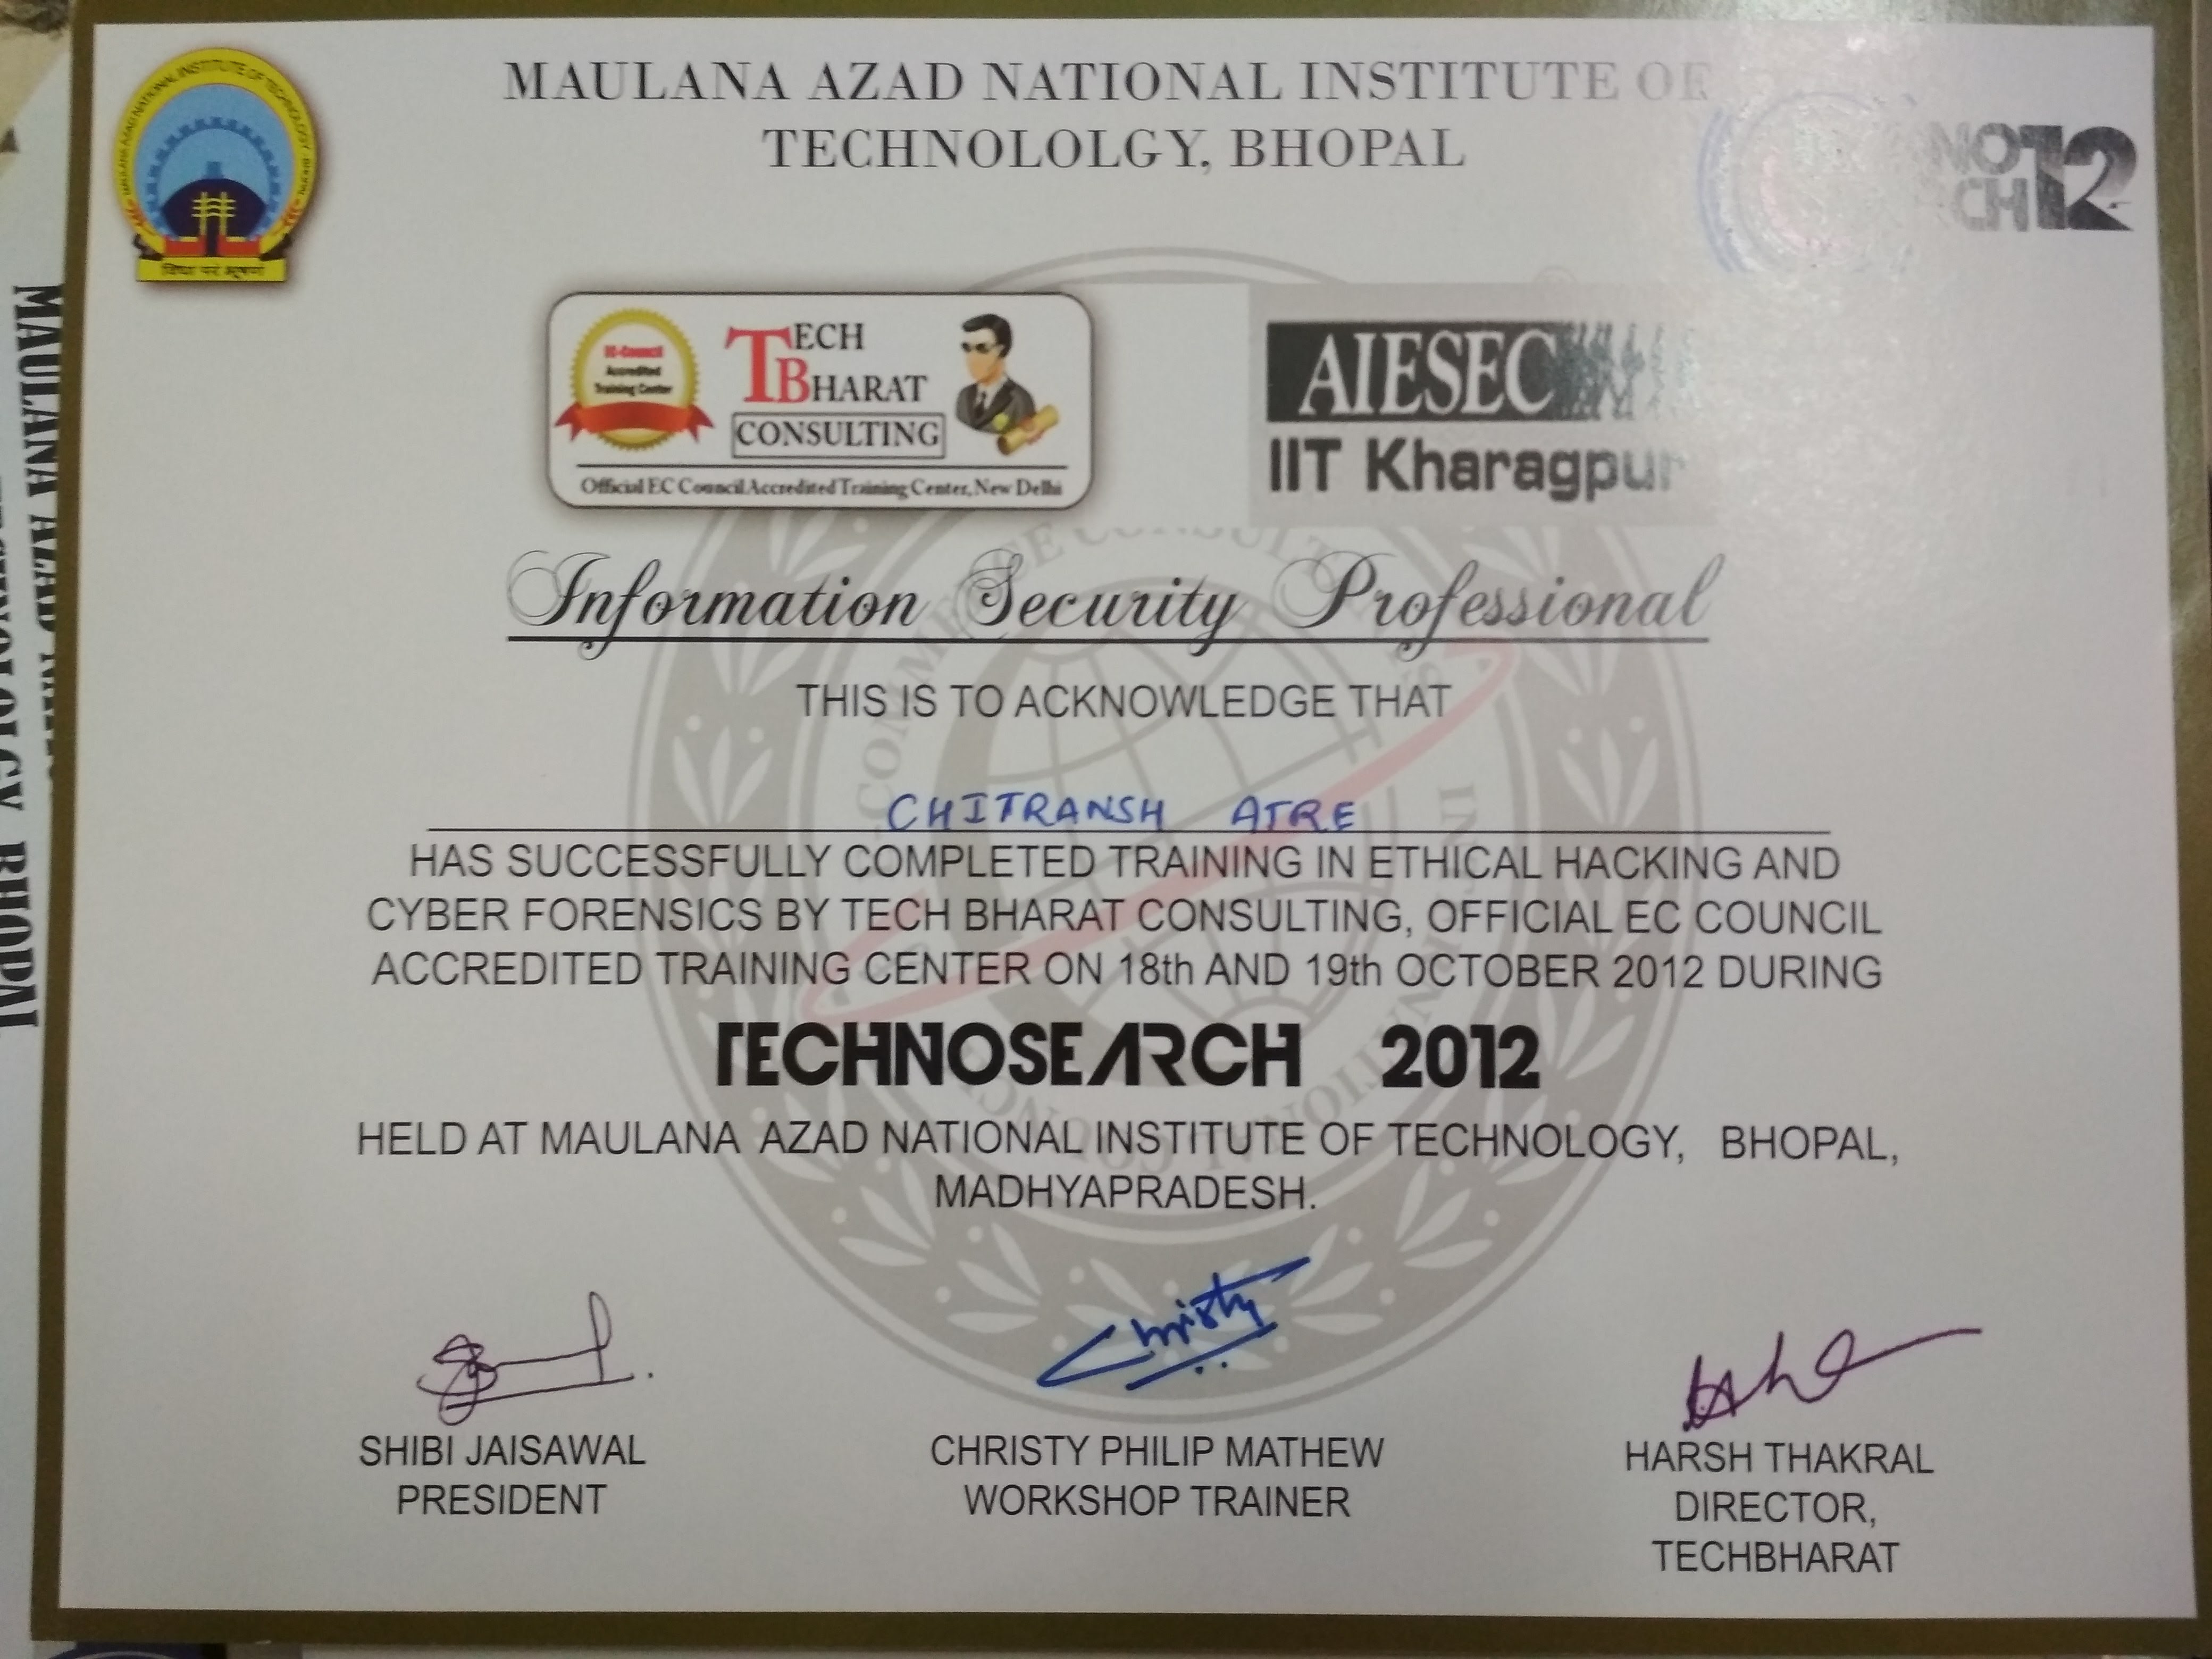 MAULANA AZAD NATIONAL INSTITUTE OF
TECHNOLOLGY, BHOPAL
MAULANA AZAD NATIONAL INSTITUTE OF TECHNOLOGY
विद्या परं भूषणं
12
EC-Council
Accredited
Training Center
TECH
BHARAT
CONSULTING
Official EC Council Accredited Training Center, New Delhi
AIESEC
IIT Kharagpur
Information Security Professional
THIS IS TO ACKNOWLEDGE THAT
CHITRANSH ATRE
HAS SUCCESSFULLY COMPLETED TRAINING IN ETHICAL HACKING AND
CYBER FORENSICS BY TECH BHARAT CONSULTING, OFFICIAL EC COUNCIL
ACCREDITED TRAINING CENTER ON 18th AND 19th OCTOBER 2012 DURING
TECHNOSEARCH 2012
HELD AT MAULANA AZAD NATIONAL INSTITUTE OF TECHNOLOGY, BHOPAL,
MADHYAPRADESH.
Christy
SHIBI JAISAWAL
PRESIDENT
CHRISTY PHILIP MATHEW
WORKSHOP TRAINER
HARSH THAKRAL
DIRECTOR,
TECHBHARAT
MAULANA AZAD
BHOPAL